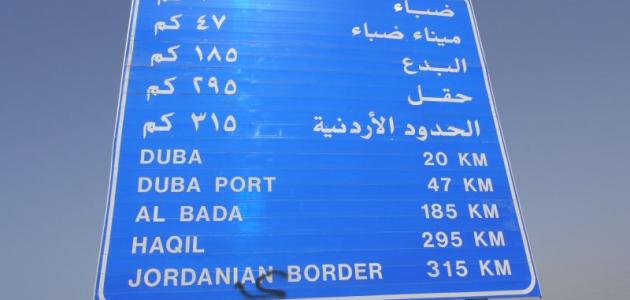 ضباء
ميناء ضباء ٤٧ كم
البدع ١٨٥ كم
حقل ٢٩٥ كم
الحدود الأردنية ٣١٥ كم
DUBA 20 KM
DUBA PORT 47 KM
AL BADA 185 KM
HAQIL 295 KM
JORDANIAN BORDER 315 KM